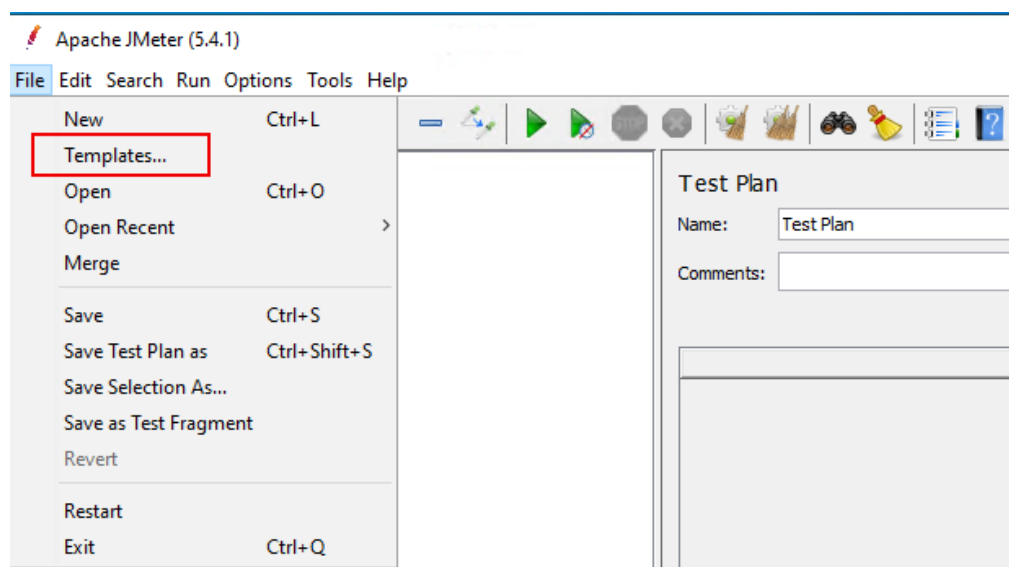 Apache JMeter (5.4.1)
File Edit Search Run Options Tools Help
New Ctrl+L
Templates...
Open Ctrl+O
Open Recent
Merge
Save Ctrl+S
Save Test Plan as Ctrl+Shift+S
Save Selection As...
Save as Test Fragment
Revert
Restart
Exit Ctrl+Q
STOP
?
Test Plan
Name: Test Plan
Comments: